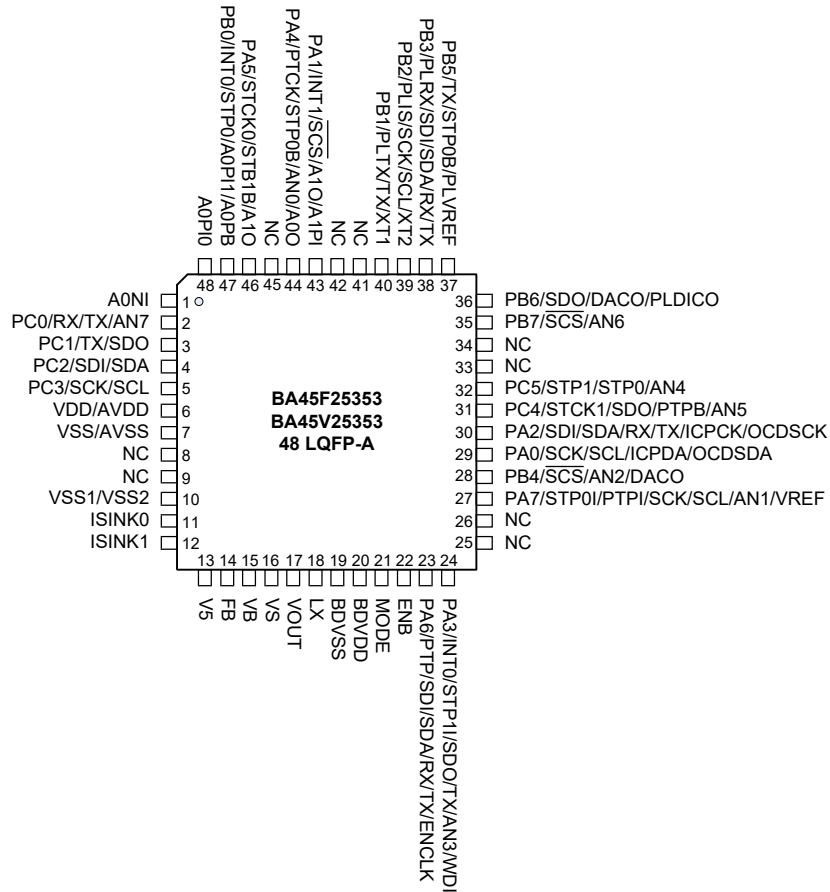 PB0/INT0/STP0/A0PI1/A0PB
PA5/STCK0/STB1B/A1O
PA4/PTCK/STP0B/AN0/A0O
PA1/INT1/SCS/A1O/A1PI
PB1/PLTX/TX/XT1
PB2/PLIS/SCK/SCL/XT2
PB3/PLRX/SDI/SDA/RX/TX
PB5/TX/STP0B/PLVREF
A0PI0
NC
NC
NC
48 47 46 45 44 43 42 41 40 39 38 37
A0NI 1
PC0/RX/TX/AN7 2
PC1/TX/SDO 3
PC2/SDI/SDA 4
PC3/SCK/SCL 5
VDD/AVDD 6
VSS/AVSS 7
NC 8
NC 9
VSS1/VSS2 10
ISINK0 11
ISINK1 12
BA45F25353
BA45V25353
48 LQFP-A
36 PB6/SDO/DACO/PLDICO
35 PB7/SCS/AN6
34 NC
33 NC
32 PC5/STP1/STP0/AN4
31 PC4/STCK1/SDO/PTPB/AN5
30 PA2/SDI/SDA/RX/TX/ICPCK/OCDSCK
29 PA0/SCK/SCL/ICPDA/OCDSDA
28 PB4/SCS/AN2/DACO
27 PA7/STP0I/PTPI/SCK/SCL/AN1/VREF
26 NC
25 NC
13 14 15 16 17 18 19 20 21 22 23 24
V5
FB
VB
VS
VOUT
LX
BDVSS
BDVDD
MODE
ENB
PA6/PTP/SDI/SDA/RX/TX/ENCLK
PA3/INT0/STP1I/SDO/TX/AN3/WDI